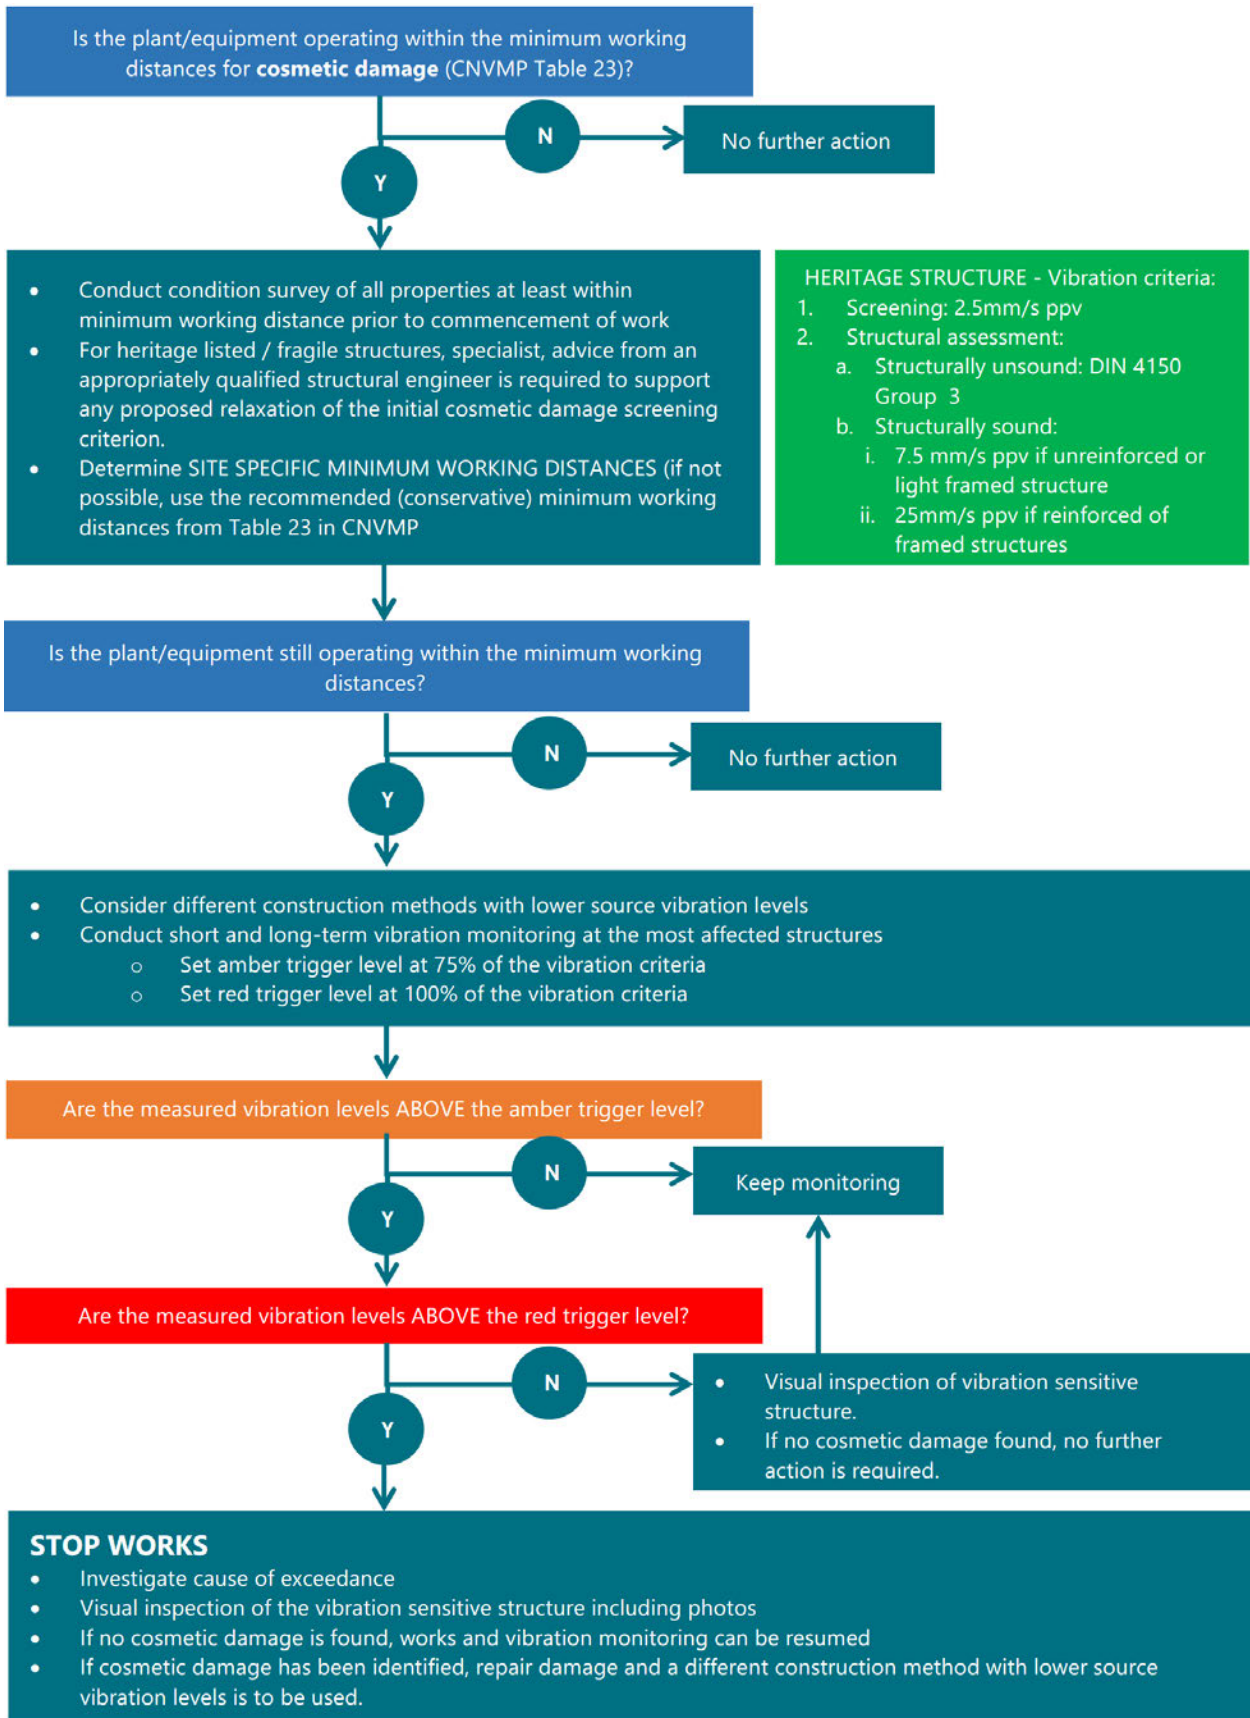 Is the plant/equipment operating within the minimum working
distances for cosmetic damage (CNVMP Table 23)?
N
No further action
Y
• Conduct condition survey of all properties at least within
minimum working distance prior to commencement of work
• For heritage listed / fragile structures, specialist, advice from an
appropriately qualified structural engineer is required to support
any proposed relaxation of the initial cosmetic damage screening
criterion.
• Determine SITE SPECIFIC MINIMUM WORKING DISTANCES (if not
possible, use the recommended (conservative) minimum working
distances from Table 23 in CNVMP
HERITAGE STRUCTURE - Vibration criteria:
1. Screening: 2.5mm/s ppv
2. Structural assessment:
a. Structurally unsound: DIN 4150
Group 3
b. Structurally sound:
i. 7.5 mm/s ppv if unreinforced or
light framed structure
ii. 25mm/s ppv if reinforced of
framed structures
Is the plant/equipment still operating within the minimum working
distances?
N
No further action
Y
• Consider different construction methods with lower source vibration levels
• Conduct short and long-term vibration monitoring at the most affected structures
o Set amber trigger level at 75% of the vibration criteria
o Set red trigger level at 100% of the vibration criteria
Are the measured vibration levels ABOVE the amber trigger level?
N
Keep monitoring
Y
Are the measured vibration levels ABOVE the red trigger level?
N
• Visual inspection of vibration sensitive
structure.
• If no cosmetic damage found, no further
action is required.
Y
STOP WORKS
• Investigate cause of exceedance
• Visual inspection of the vibration sensitive structure including photos
• If no cosmetic damage is found, works and vibration monitoring can be resumed
• If cosmetic damage has been identified, repair damage and a different construction method with lower source
vibration levels is to be used.